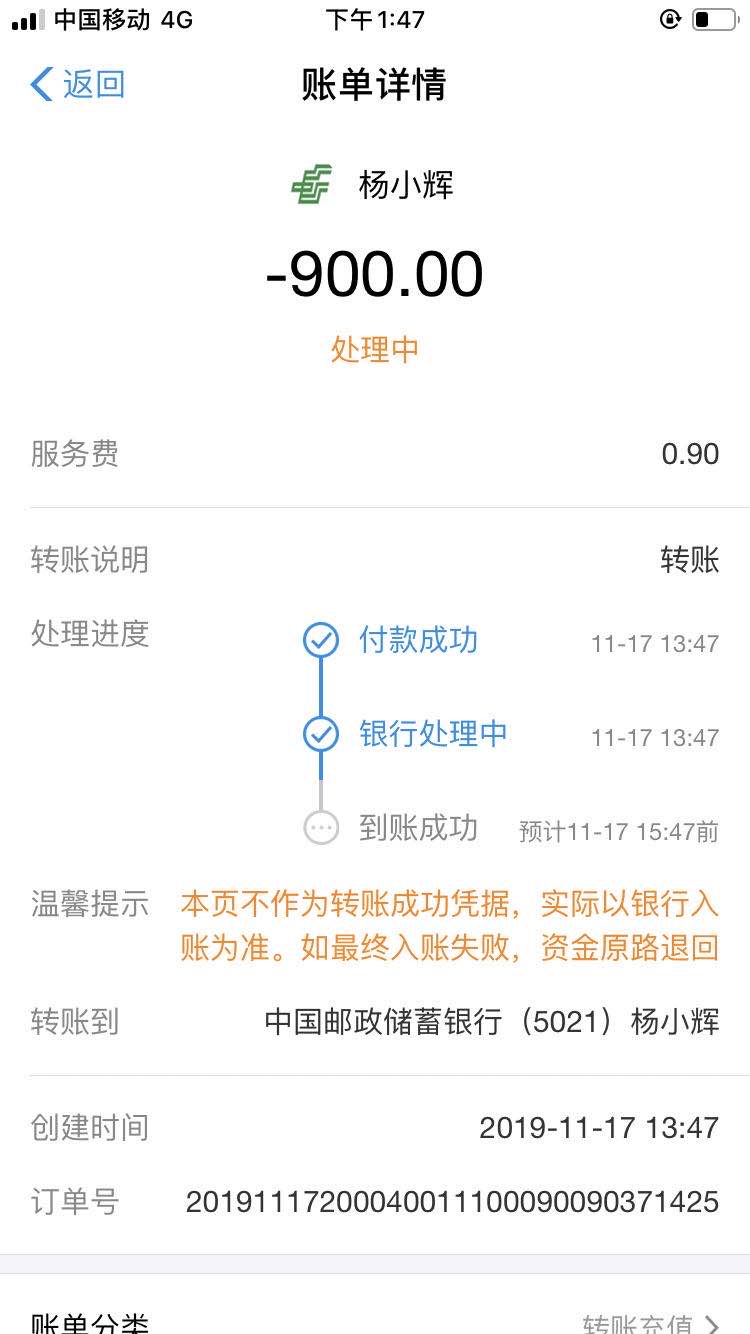 中国移动 4G 下午1:47
返回 账单详情
杨小辉
-900.00
处理中
服务费 0.90
转账说明 转账
处理进度 付款成功 11-17 13:47
银行处理中 11-17 13:47
到账成功 预计11-17 15:47前
温馨提示 本页不作为转账成功凭据，实际以银行入
账为准。如最终入账失败，资金原路退回
转账到 中国邮政储蓄银行（5021）杨小辉
创建时间 2019-11-17 13:47
订单号 20191117200040011100090090371425
账单分类 转账充值